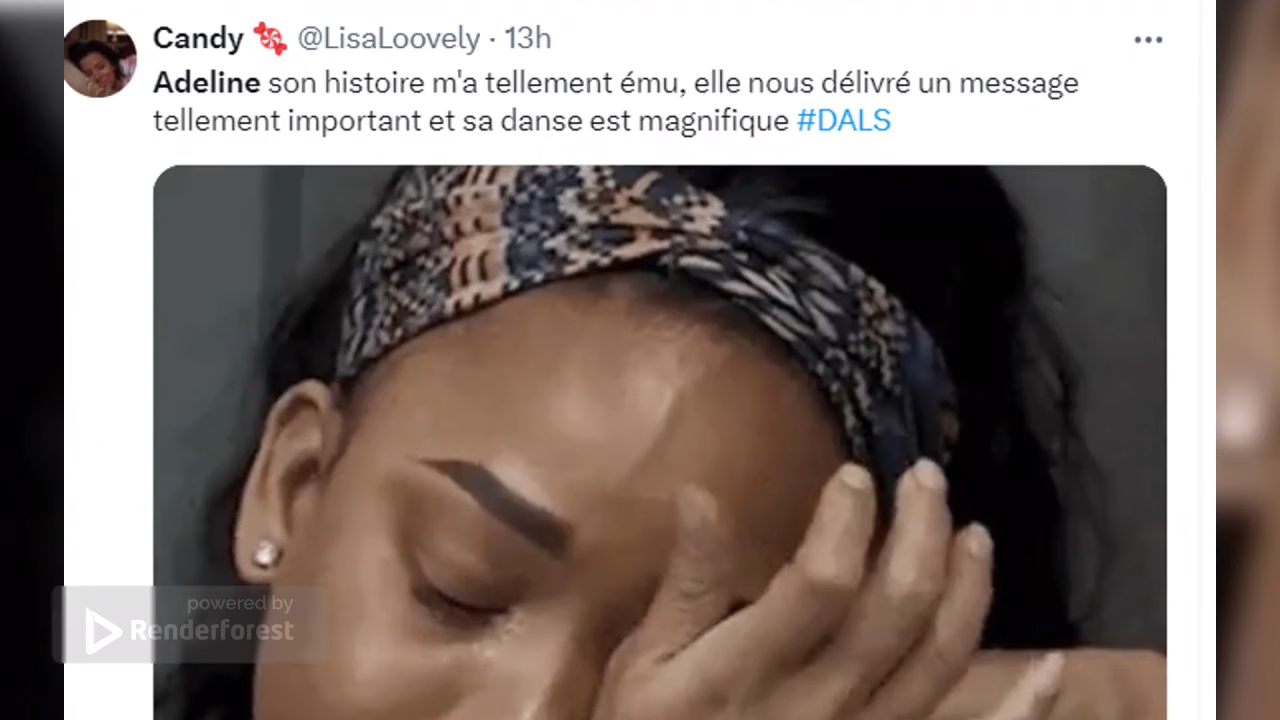 Candy 🍬 @LisaLoovely · 13h
Adeline son histoire m'a tellement ému, elle nous délivré un message
tellement important et sa danse est magnifique #DALS
powered by
Renderforest